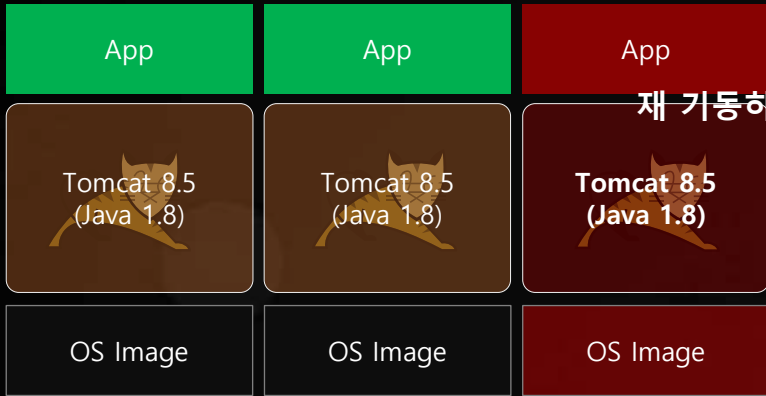 App App App
재 기동하
Tomcat 8.5 Tomcat 8.5 Tomcat 8.5
(Java 1.8) (Java 1.8) (Java 1.8)
OS Image OS Image OS Image